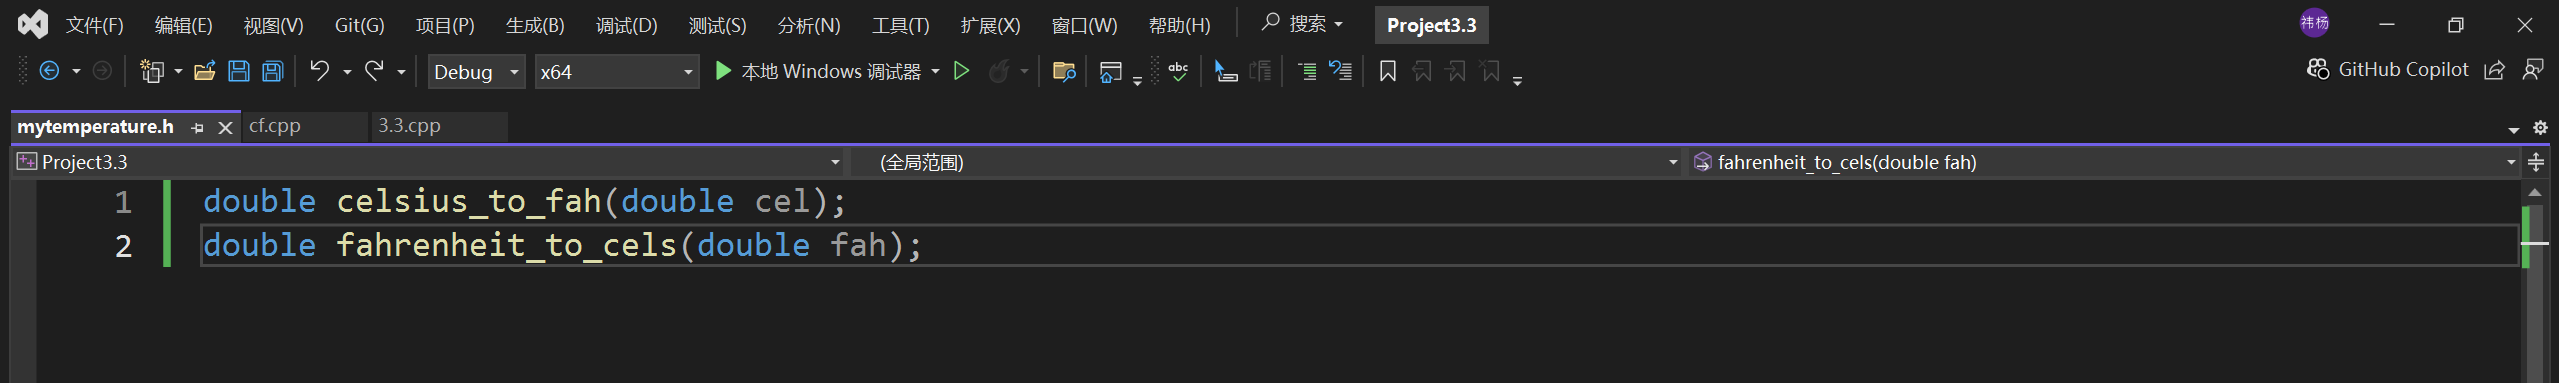 文件(F) 编辑(E) 视图(V) Git(G) 项目(P) 生成(B) 调试(D) 测试(S) 分析(N) 工具(T) 扩展(X) 窗口(W) 帮助(H) 搜索 Project3.3 祎杨
Debug x64 本地 Windows 调试器 abc GitHub Copilot
mytemperature.h cf.cpp 3.3.cpp
Project3.3 (全局范围) fahrenheit_to_cels(double fah)
1 double celsius_to_fah(double cel);
2 double fahrenheit_to_cels(double fah);